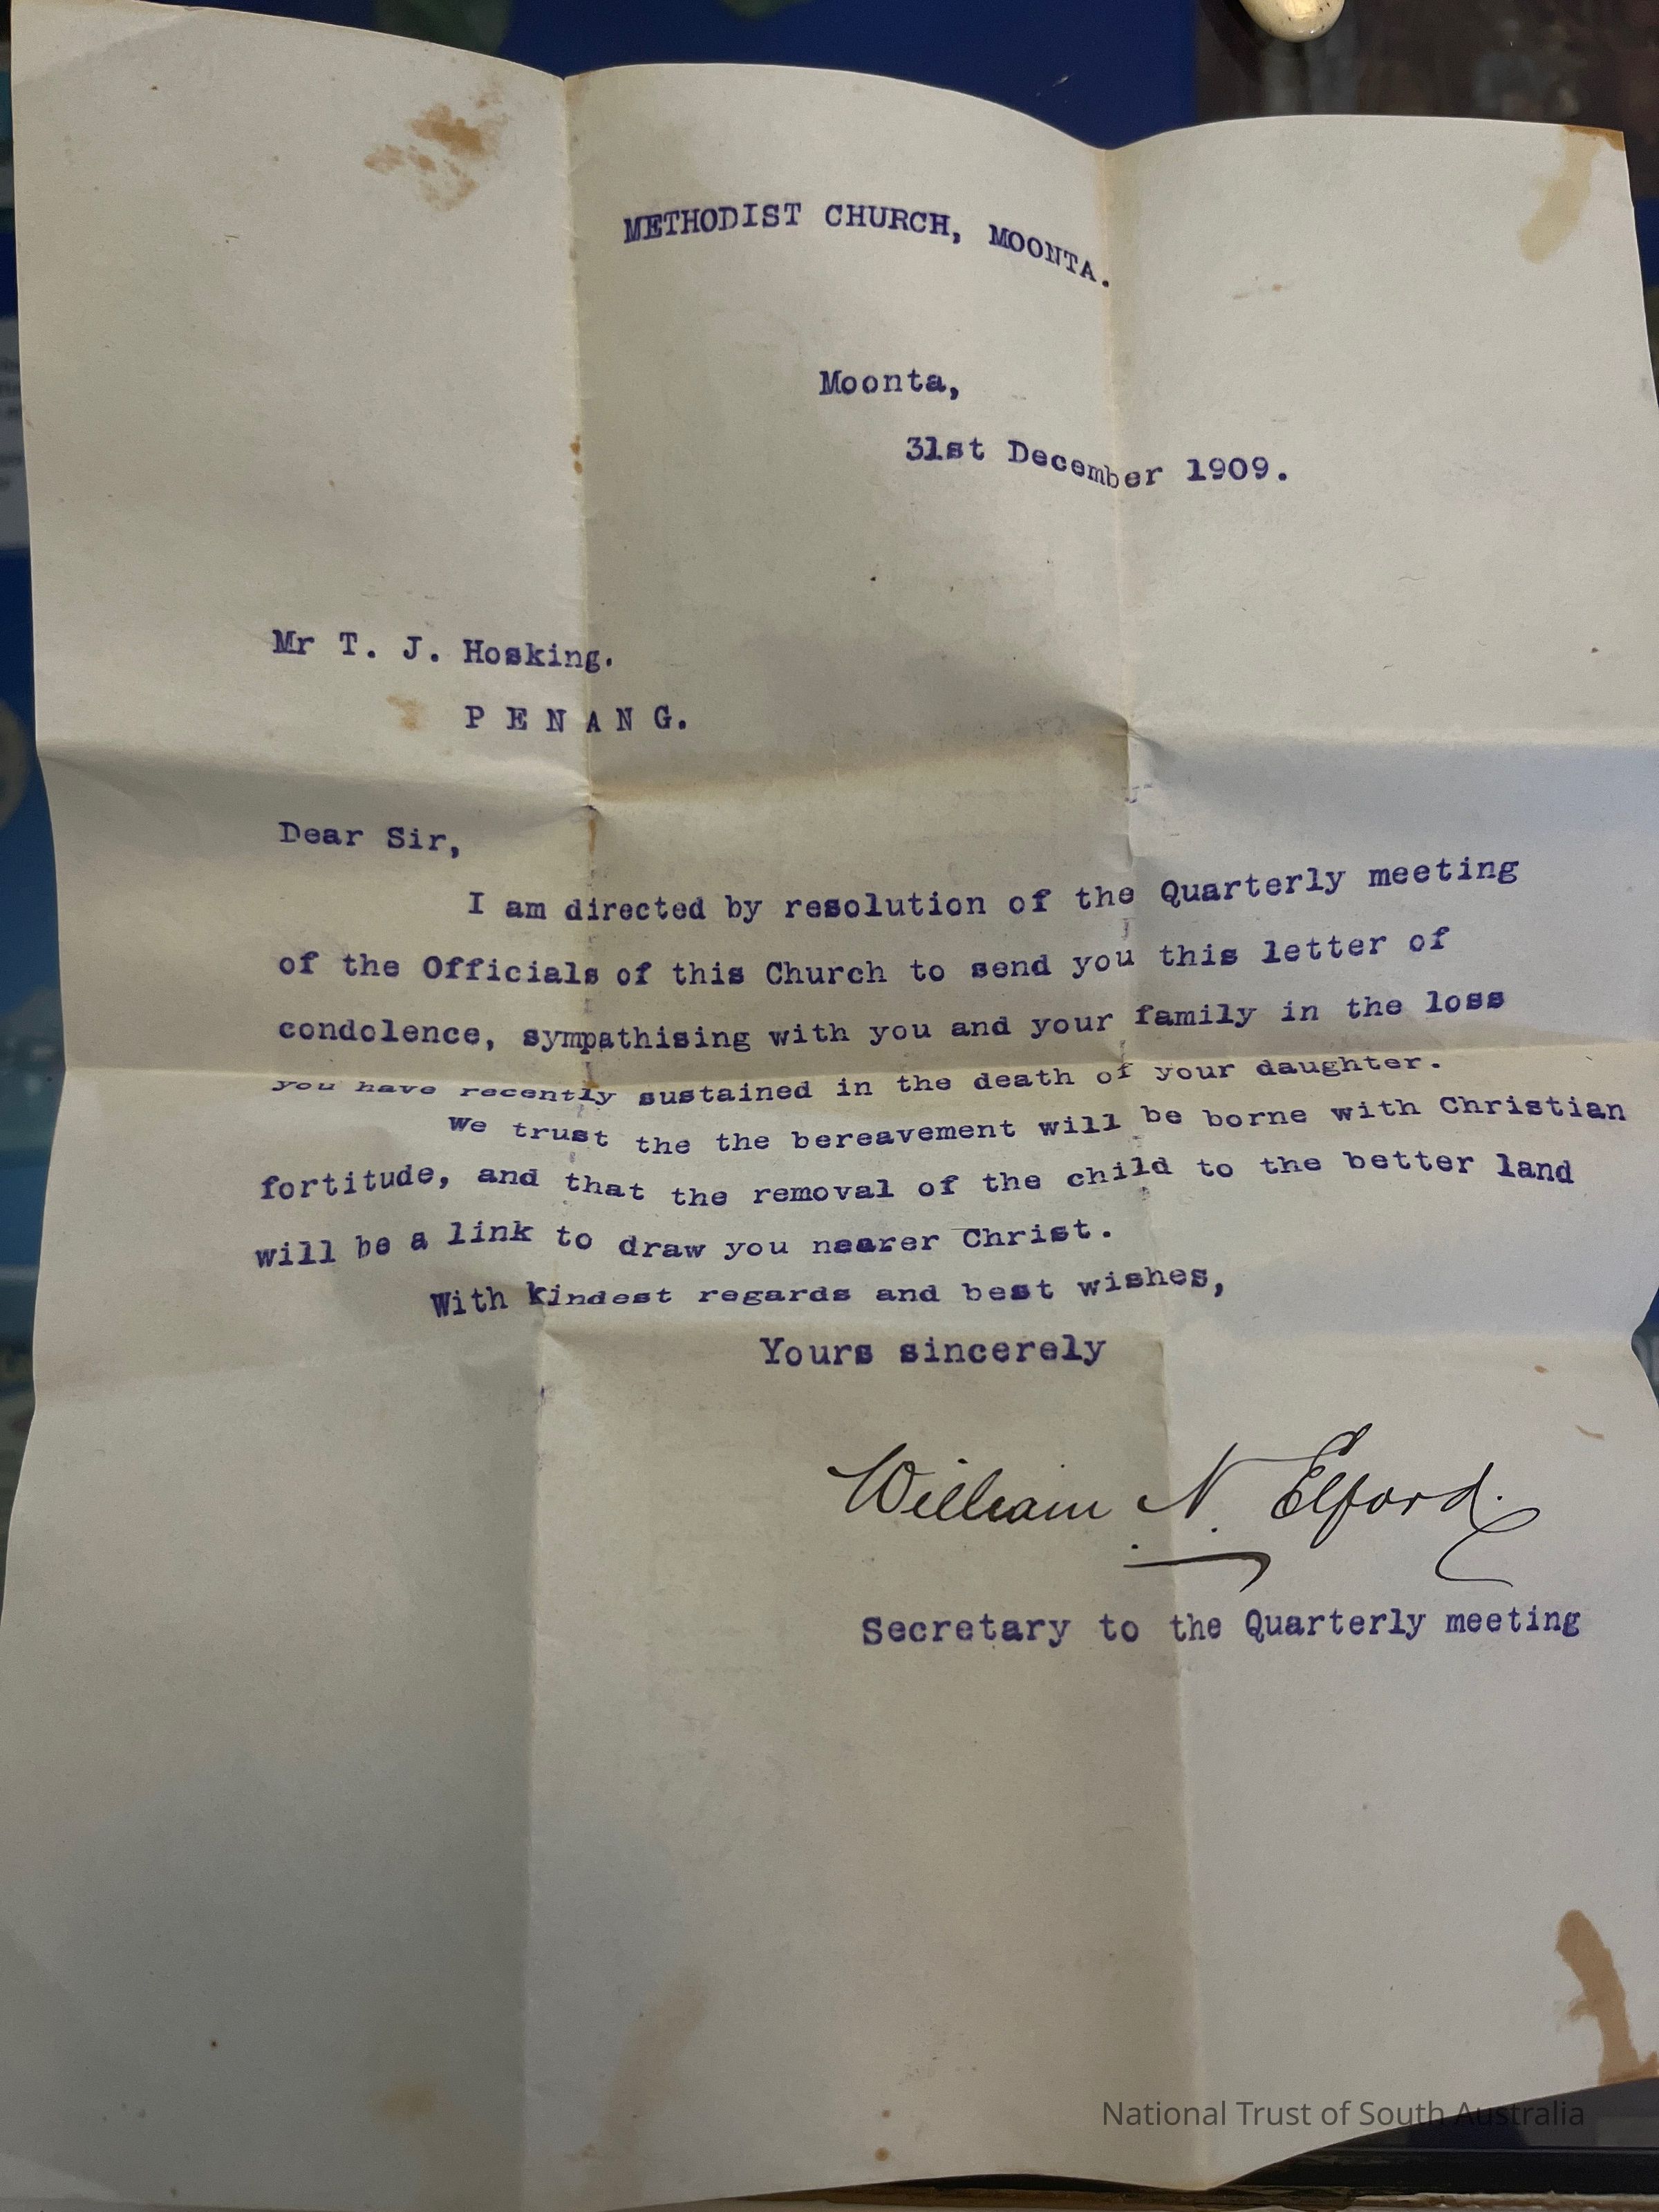 METHODIST CHURCH, MOONTA.
Moonta,
31st December 1909.
Mr T. J. Hosking.
P E N A N G.
Dear Sir,
I am directed by resolution of the Quarterly meeting
of the Officials of this Church to send you this letter of
condolence, sympathising with you and your family in the loss
you have recently sustained in the death of your daughter.
We trust the the bereavement will be borne with Christian
fortitude, and that the removal of the child to the better land
will be a link to draw you nearer Christ.
With kindest regards and best wishes,
Yours sincerely
William N. Elford.
Secretary to the Quarterly meeting
National Trust of South Australia